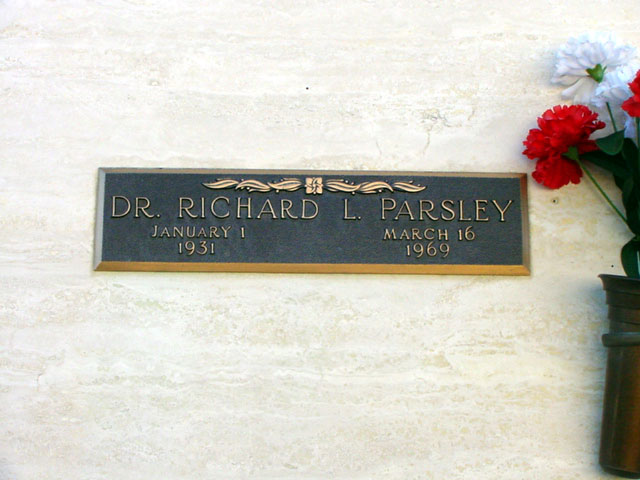 DR. RICHARD L. PARSLEY
JANUARY 1 MARCH 16
1931 1969